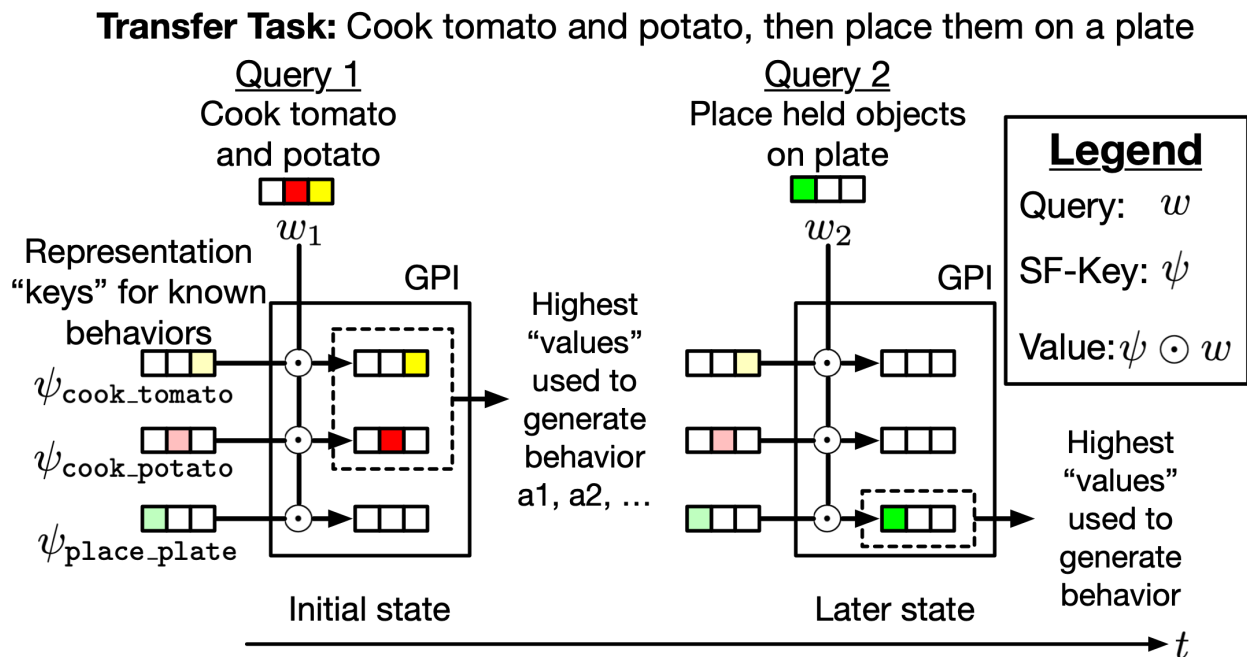 Transfer Task: Cook tomato and potato, then place them on a plate
Query 1
Cook tomato
and potato
w₁
Representation
“keys” for known
behaviors
GPI
ψcook_tomato
ψcook_potato
ψplace_plate
Highest
“values”
used to
generate
behavior
a1, a2, …
Initial state
Query 2
Place held objects
on plate
w₂
GPI
Highest
“values”
used to
generate
behavior
Later state
t
Legend
Query: w
SF-Key: ψ
Value: ψ ⊙ w